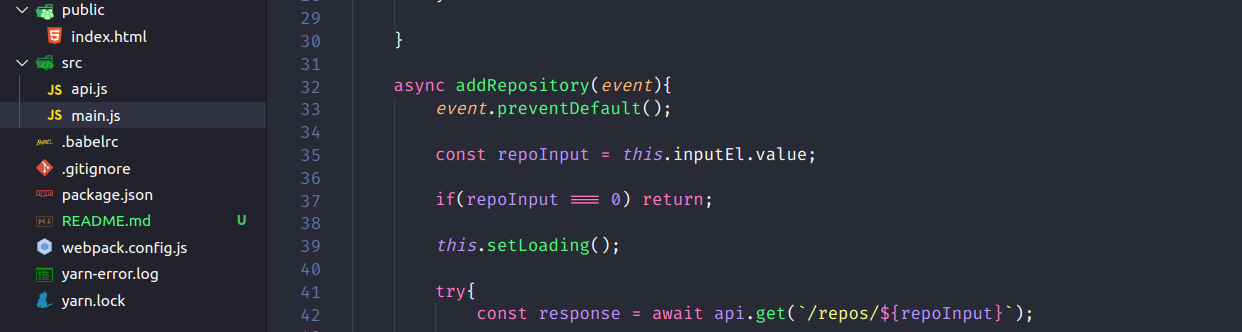 public
index.html
src
JS api.js
JS main.js
.babelrc
.gitignore
package.json
README.md U
webpack.config.js
yarn-error.log
yarn.lock
29
30 }
31
32 async addRepository(event){
33 event.preventDefault();
34
35 const repoInput = this.inputEl.value;
36
37 if(repoInput === 0) return;
38
39 this.setLoading();
40
41 try{
42 const response = await api.get(`/repos/${repoInput}`);